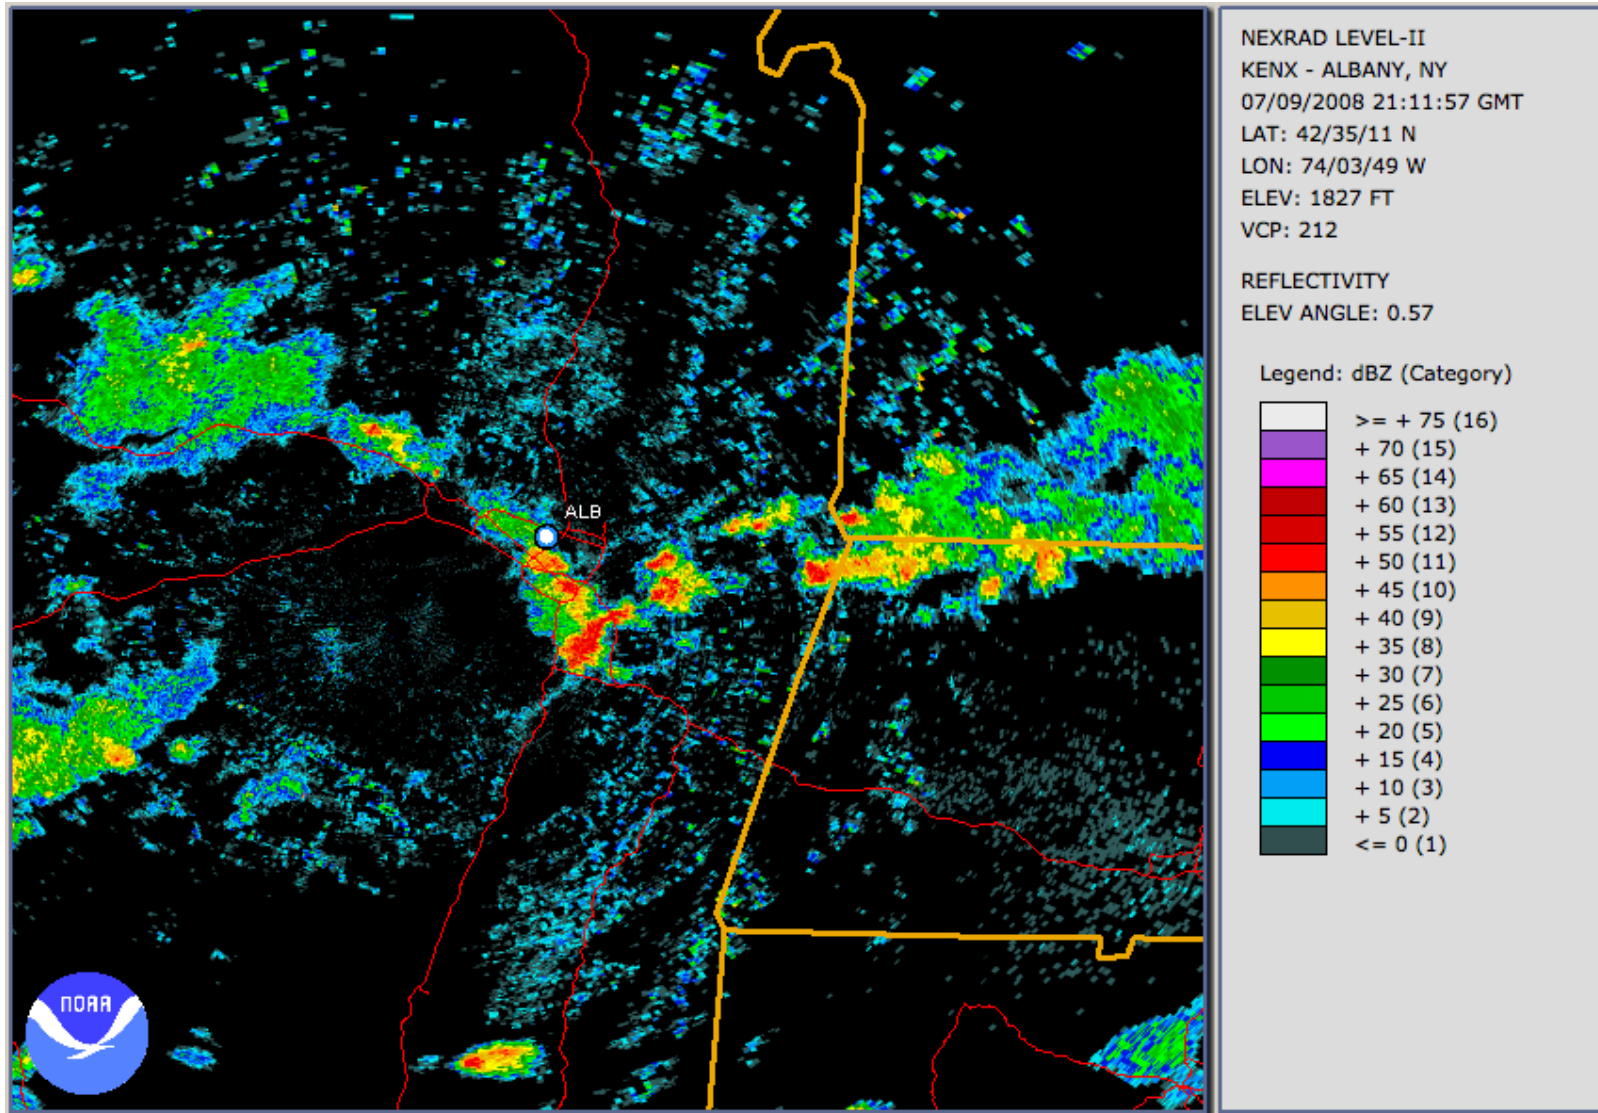 NEXRAD LEVEL-II
KENX - ALBANY, NY
07/09/2008 21:11:57 GMT
LAT: 42/35/11 N
LON: 74/03/49 W
ELEV: 1827 FT
VCP: 212
REFLECTIVITY
ELEV ANGLE: 0.57
Legend: dBZ (Category)
>= + 75 (16)
+ 70 (15)
+ 65 (14)
+ 60 (13)
+ 55 (12)
+ 50 (11)
+ 45 (10)
+ 40 (9)
+ 35 (8)
+ 30 (7)
+ 25 (6)
+ 20 (5)
+ 15 (4)
+ 10 (3)
+ 5 (2)
<= 0 (1)
ALB
NOAA